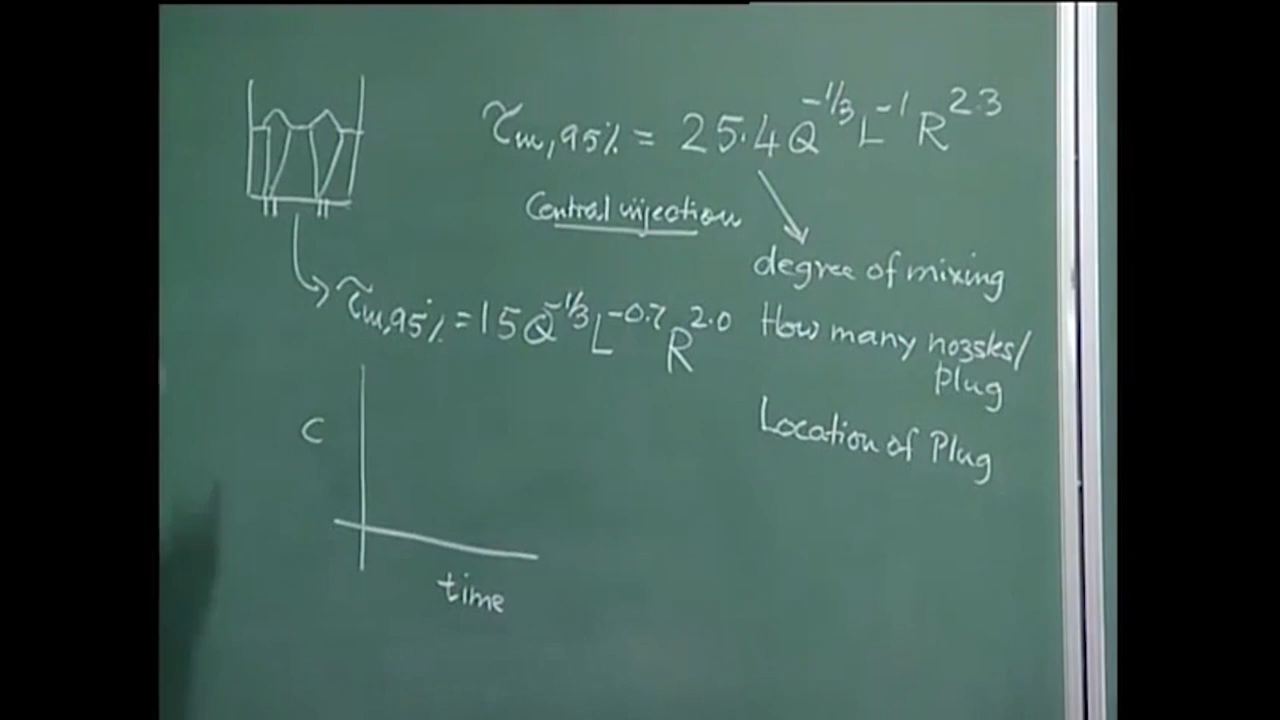 τm,95% = 25.4 Q^-1/3 L^-1 R^2.3
Central injection
degree of mixing
τm,95% = 15 Q^-1/3 L^-0.7 R^2.0
How many nozzles/
plug
Location of Plug
C
time